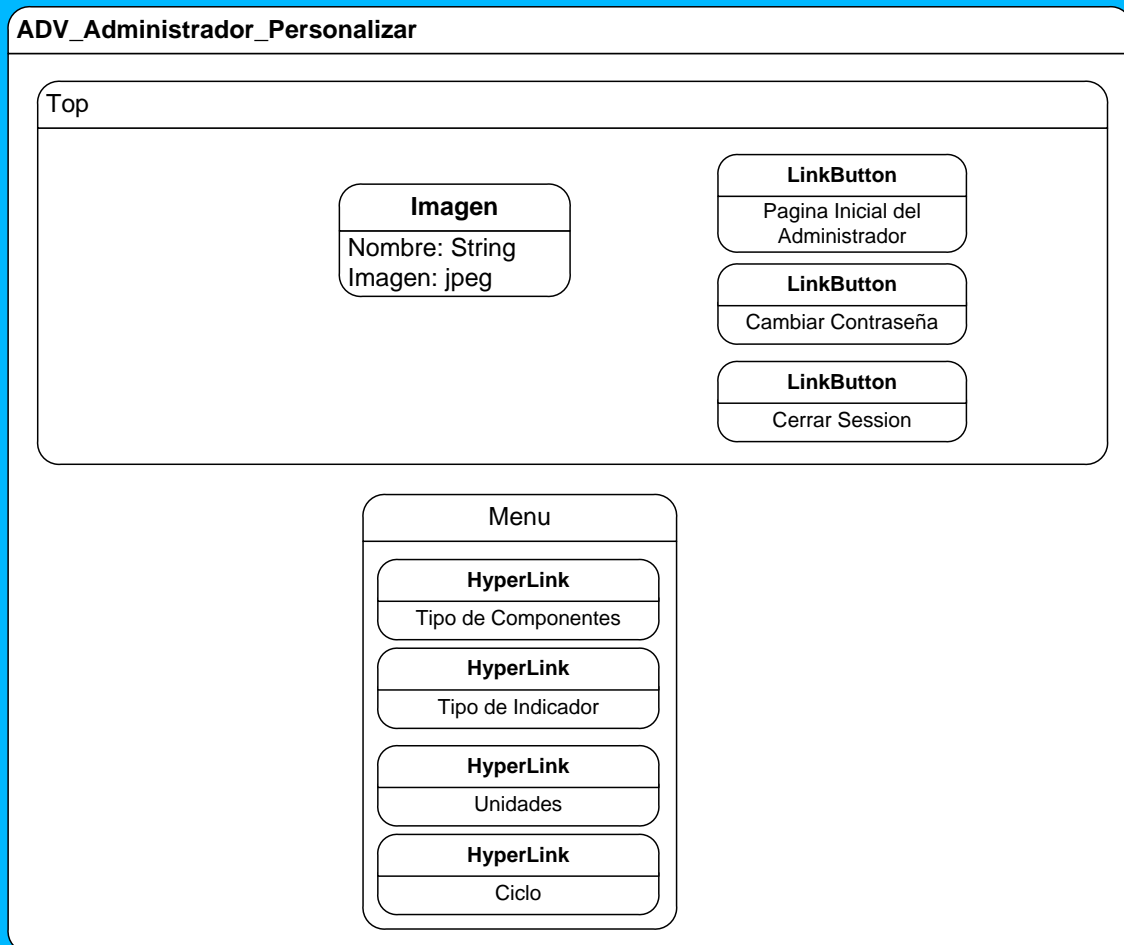 ADV_Administrador_Personalizar
Top
Imagen
Nombre: String
Imagen: jpeg
LinkButton
Pagina Inicial del
Administrador
LinkButton
Cambiar Contraseña
LinkButton
Cerrar Session
Menu
HyperLink
Tipo de Componentes
HyperLink
Tipo de Indicador
HyperLink
Unidades
HyperLink
Ciclo